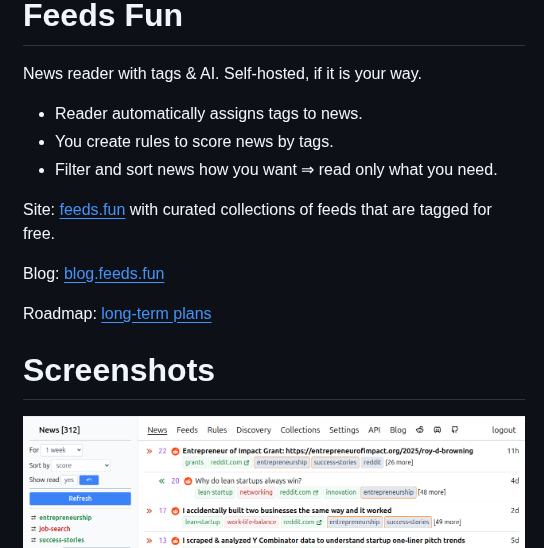 Feeds Fun
News reader with tags & AI. Self-hosted, if it is your way.
Reader automatically assigns tags to news.
You create rules to score news by tags.
Filter and sort news how you want ⇒ read only what you need.
Site: feeds.fun with curated collections of feeds that are tagged for
free.
Blog: blog.feeds.fun
Roadmap: long-term plans
Screenshots
News [312]
For 1 week
Sort by score
Show read yes
Refresh
entrepreneurship
job-search
success-stories
News Feeds Rules Discovery Collections Settings API Blog logout
22 Entrepreneur of Impact Grant: https://entrepreneurofimpact.org/2025/roy-d-browning 11h
grants reddit.com entrepreneurship success-stories reddit [26 more]
20 Why do lean startups always win? 4d
lean-startup networking reddit.com innovation entrepreneurship [48 more]
17 I accidentally built two businesses the same way and it worked 2d
lean-startup work-life-balance reddit.com entrepreneurship success-stories [49 more]
13 I scraped & analyzed Y Combinator data to understand startup one-liner pitch trends 5d